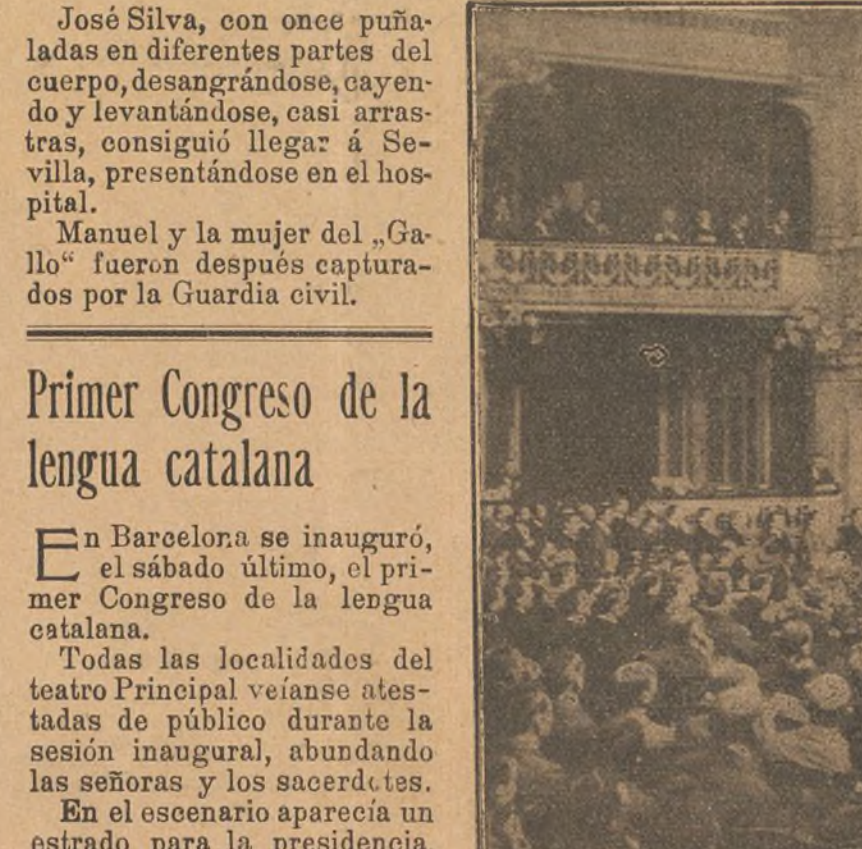 José Silva, con once puña-
ladas en diferentes partes del
cuerpo, desangrándose, cayen-
do y levantándose, casi arras-
tras, consiguió llegar á Se-
villa, presentándose en el hos-
pital.
Manuel y la mujer del „Ga-
llo“ fueron después captura-
dos por la Guardia civil.
Primer Congreso de la
lengua catalana
En Barcelona se inauguró,
el sábado último, el pri-
mer Congreso de la lengua
catalana.
Todas las localidades del
teatro Principal veíanse ates-
tadas de público durante la
sesión inaugural, abundando
las señoras y los sacerdotes.
En el escenario aparecía un
estrado para la presidencia,